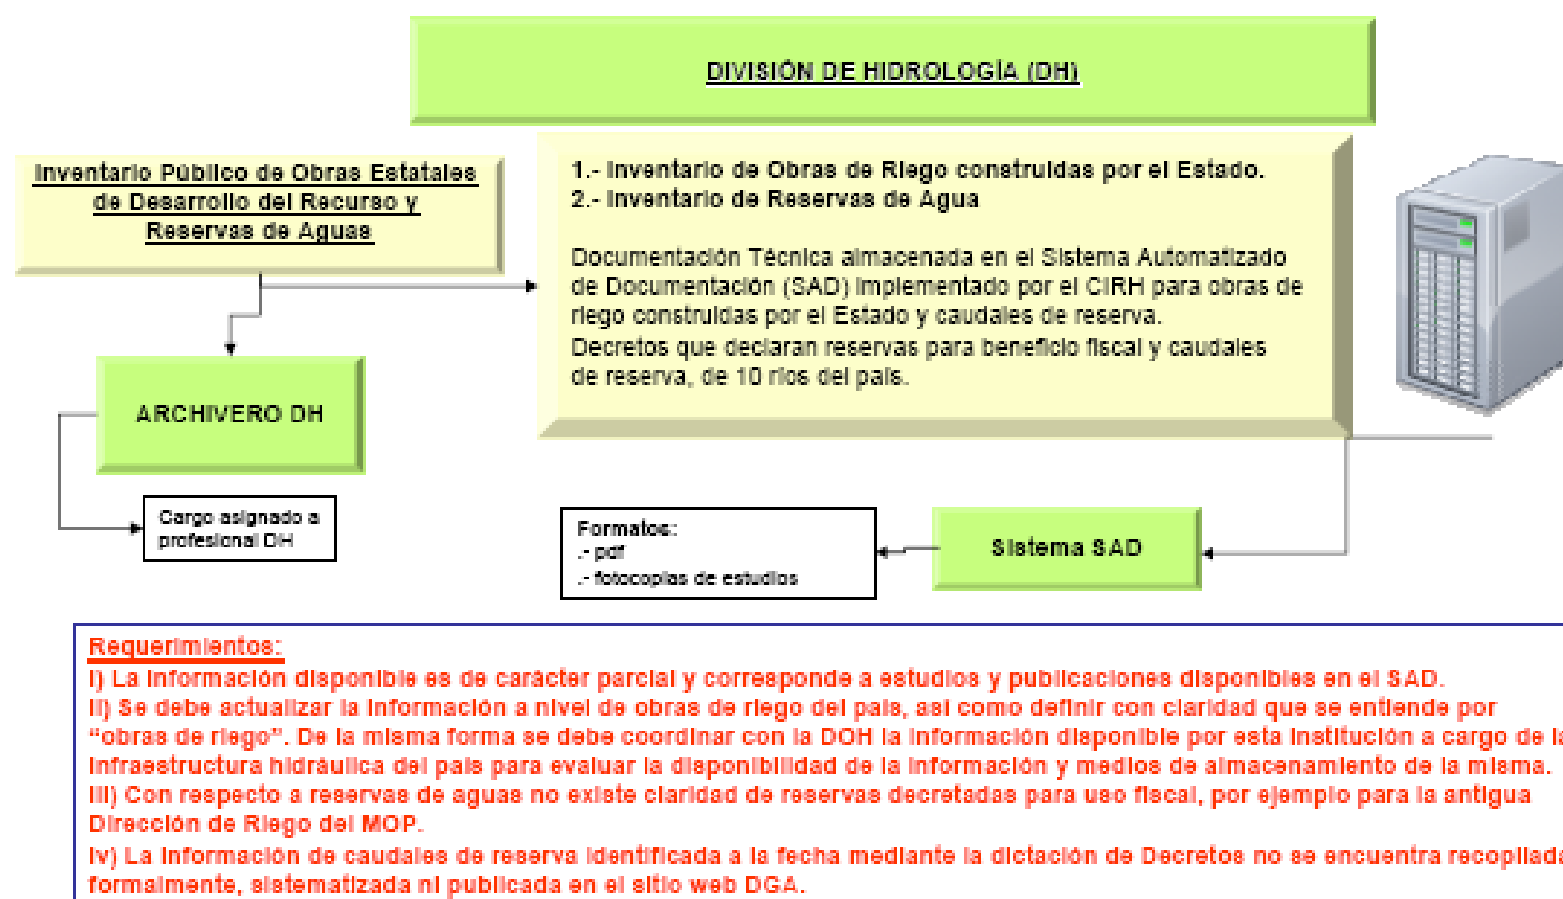 DIVISIÓN DE HIDROLOGÍA (DH)
Inventario Público de Obras Estatales
de Desarrollo del Recurso y
Reservas de Aguas
1.- Inventario de Obras de Riego construidas por el Estado.
2.- Inventario de Reservas de Agua
Documentación Técnica almacenada en el Sistema Automatizado
de Documentación (SAD) implementado por el CIRH para obras de
riego construidas por el Estado y caudales de reserva.
Decretos que declaran reservas para beneficio fiscal y caudales
de reserva, de 10 ríos del país.
ARCHIVERO DH
Cargo asignado a
profesional DH
Formatos:
.- pdf
.- fotocopias de estudios
Sistema SAD
Requerimientos:
i) La información disponible es de carácter parcial y corresponde a estudios y publicaciones disponibles en el SAD.
ii) Se debe actualizar la información a nivel de obras de riego del país, así como definir con claridad que se entiende por
“obras de riego”. De la misma forma se debe coordinar con la DOH la información disponible por esta institución a cargo de la
infraestructura hidráulica del país para evaluar la disponibilidad de la información y medios de almacenamiento de la misma.
iii) Con respecto a reservas de aguas no existe claridad de reservas decretadas para uso fiscal, por ejemplo para la antigua
Dirección de Riego del MOP.
iv) La información de caudales de reserva identificada a la fecha mediante la dictación de Decretos no se encuentra recopilada
formalmente, sistematizada ni publicada en el sitio web DGA.